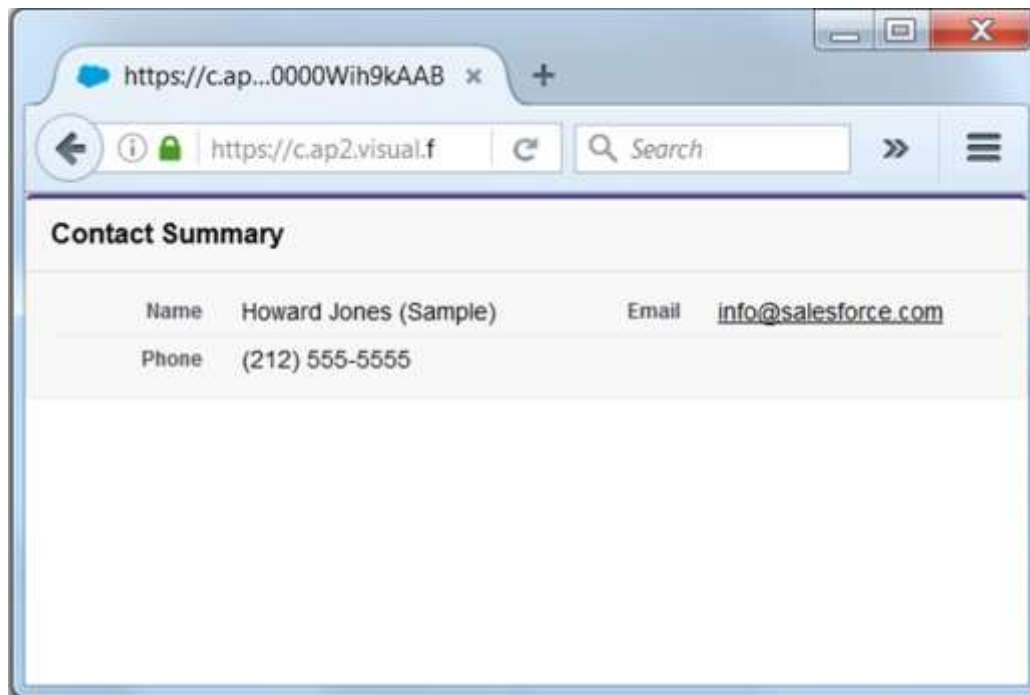 https://c.ap...0000Wih9kAAB
https://c.ap2.visual.f Search
Contact Summary
Name Howard Jones (Sample) Email info@salesforce.com
Phone (212) 555-5555